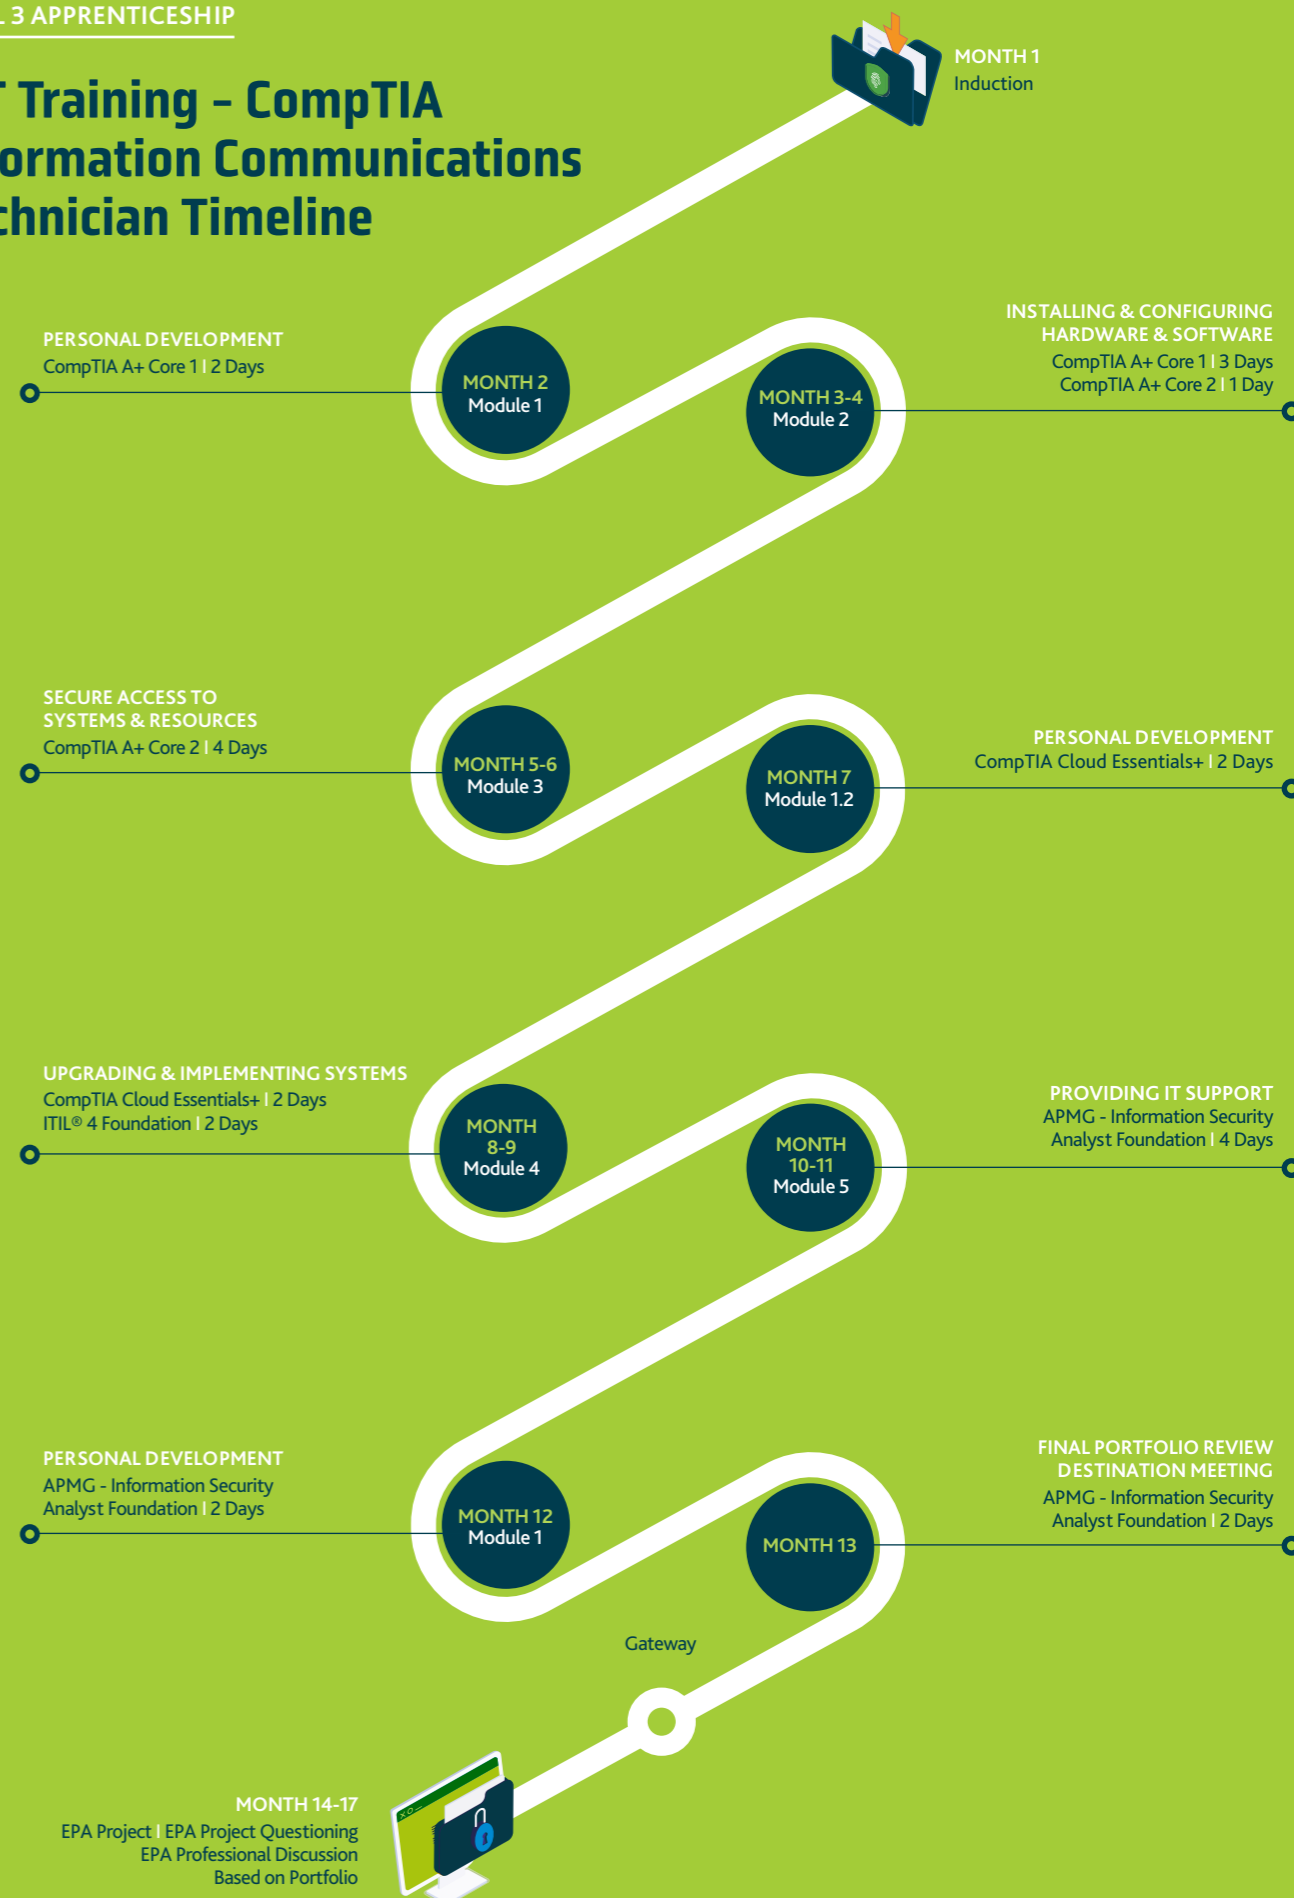 L 3 APPRENTICESHIP
T Training – CompTIA
ormation Communications
chnician Timeline
MONTH 1
Induction
PERSONAL DEVELOPMENT
CompTIA A+ Core 1 | 2 Days
MONTH 2
Module 1
INSTALLING & CONFIGURING
HARDWARE & SOFTWARE
CompTIA A+ Core 1 | 3 Days
CompTIA A+ Core 2 | 1 Day
MONTH 3-4
Module 2
SECURE ACCESS TO
SYSTEMS & RESOURCES
CompTIA A+ Core 2 | 4 Days
MONTH 5-6
Module 3
PERSONAL DEVELOPMENT
CompTIA Cloud Essentials+ | 2 Days
MONTH 7
Module 1.2
UPGRADING & IMPLEMENTING SYSTEMS
CompTIA Cloud Essentials+ | 2 Days
ITIL® 4 Foundation | 2 Days
MONTH
8-9
Module 4
PROVIDING IT SUPPORT
APMG - Information Security
Analyst Foundation | 4 Days
MONTH
10-11
Module 5
PERSONAL DEVELOPMENT
APMG - Information Security
Analyst Foundation | 2 Days
MONTH 12
Module 1
FINAL PORTFOLIO REVIEW
DESTINATION MEETING
APMG - Information Security
Analyst Foundation | 2 Days
MONTH 13
Gateway
MONTH 14-17
EPA Project | EPA Project Questioning
EPA Professional Discussion
Based on Portfolio